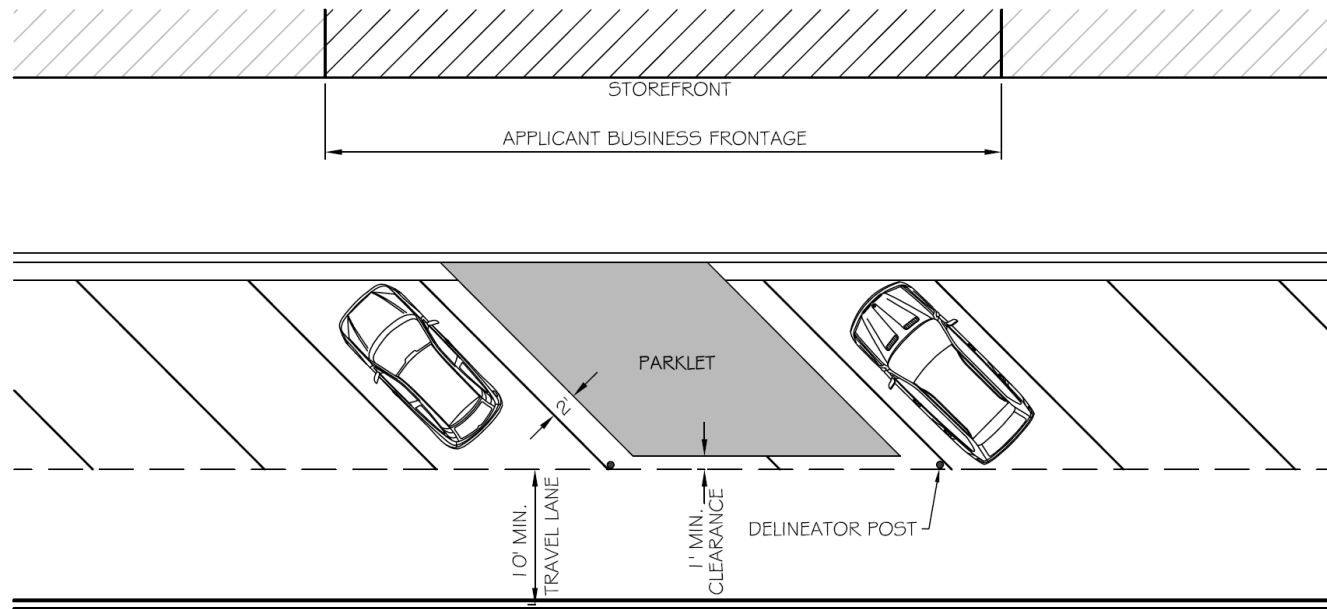 STOREFRONT
APPLICANT BUSINESS FRONTAGE
PARKLET
2'
10' MIN.
TRAVEL LANE
1' MIN.
CLEARANCE
DELINEATOR POST